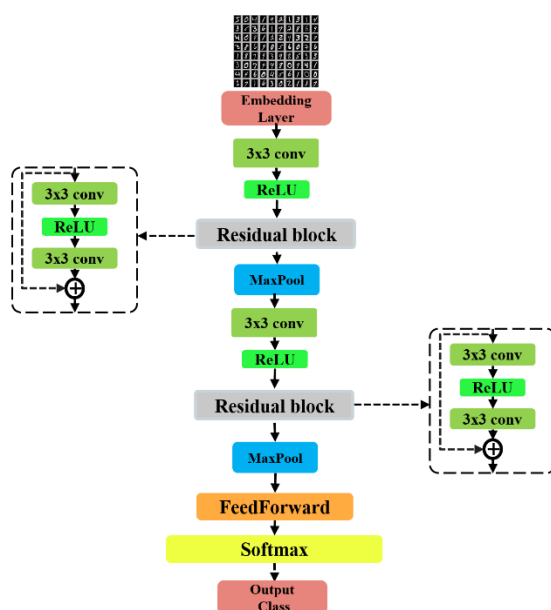 Embedding
Layer
3x3 conv
ReLU
Residual block
3x3 conv
ReLU
3x3 conv
MaxPool
3x3 conv
ReLU
Residual block
3x3 conv
ReLU
3x3 conv
MaxPool
FeedForward
Softmax
Output
Class